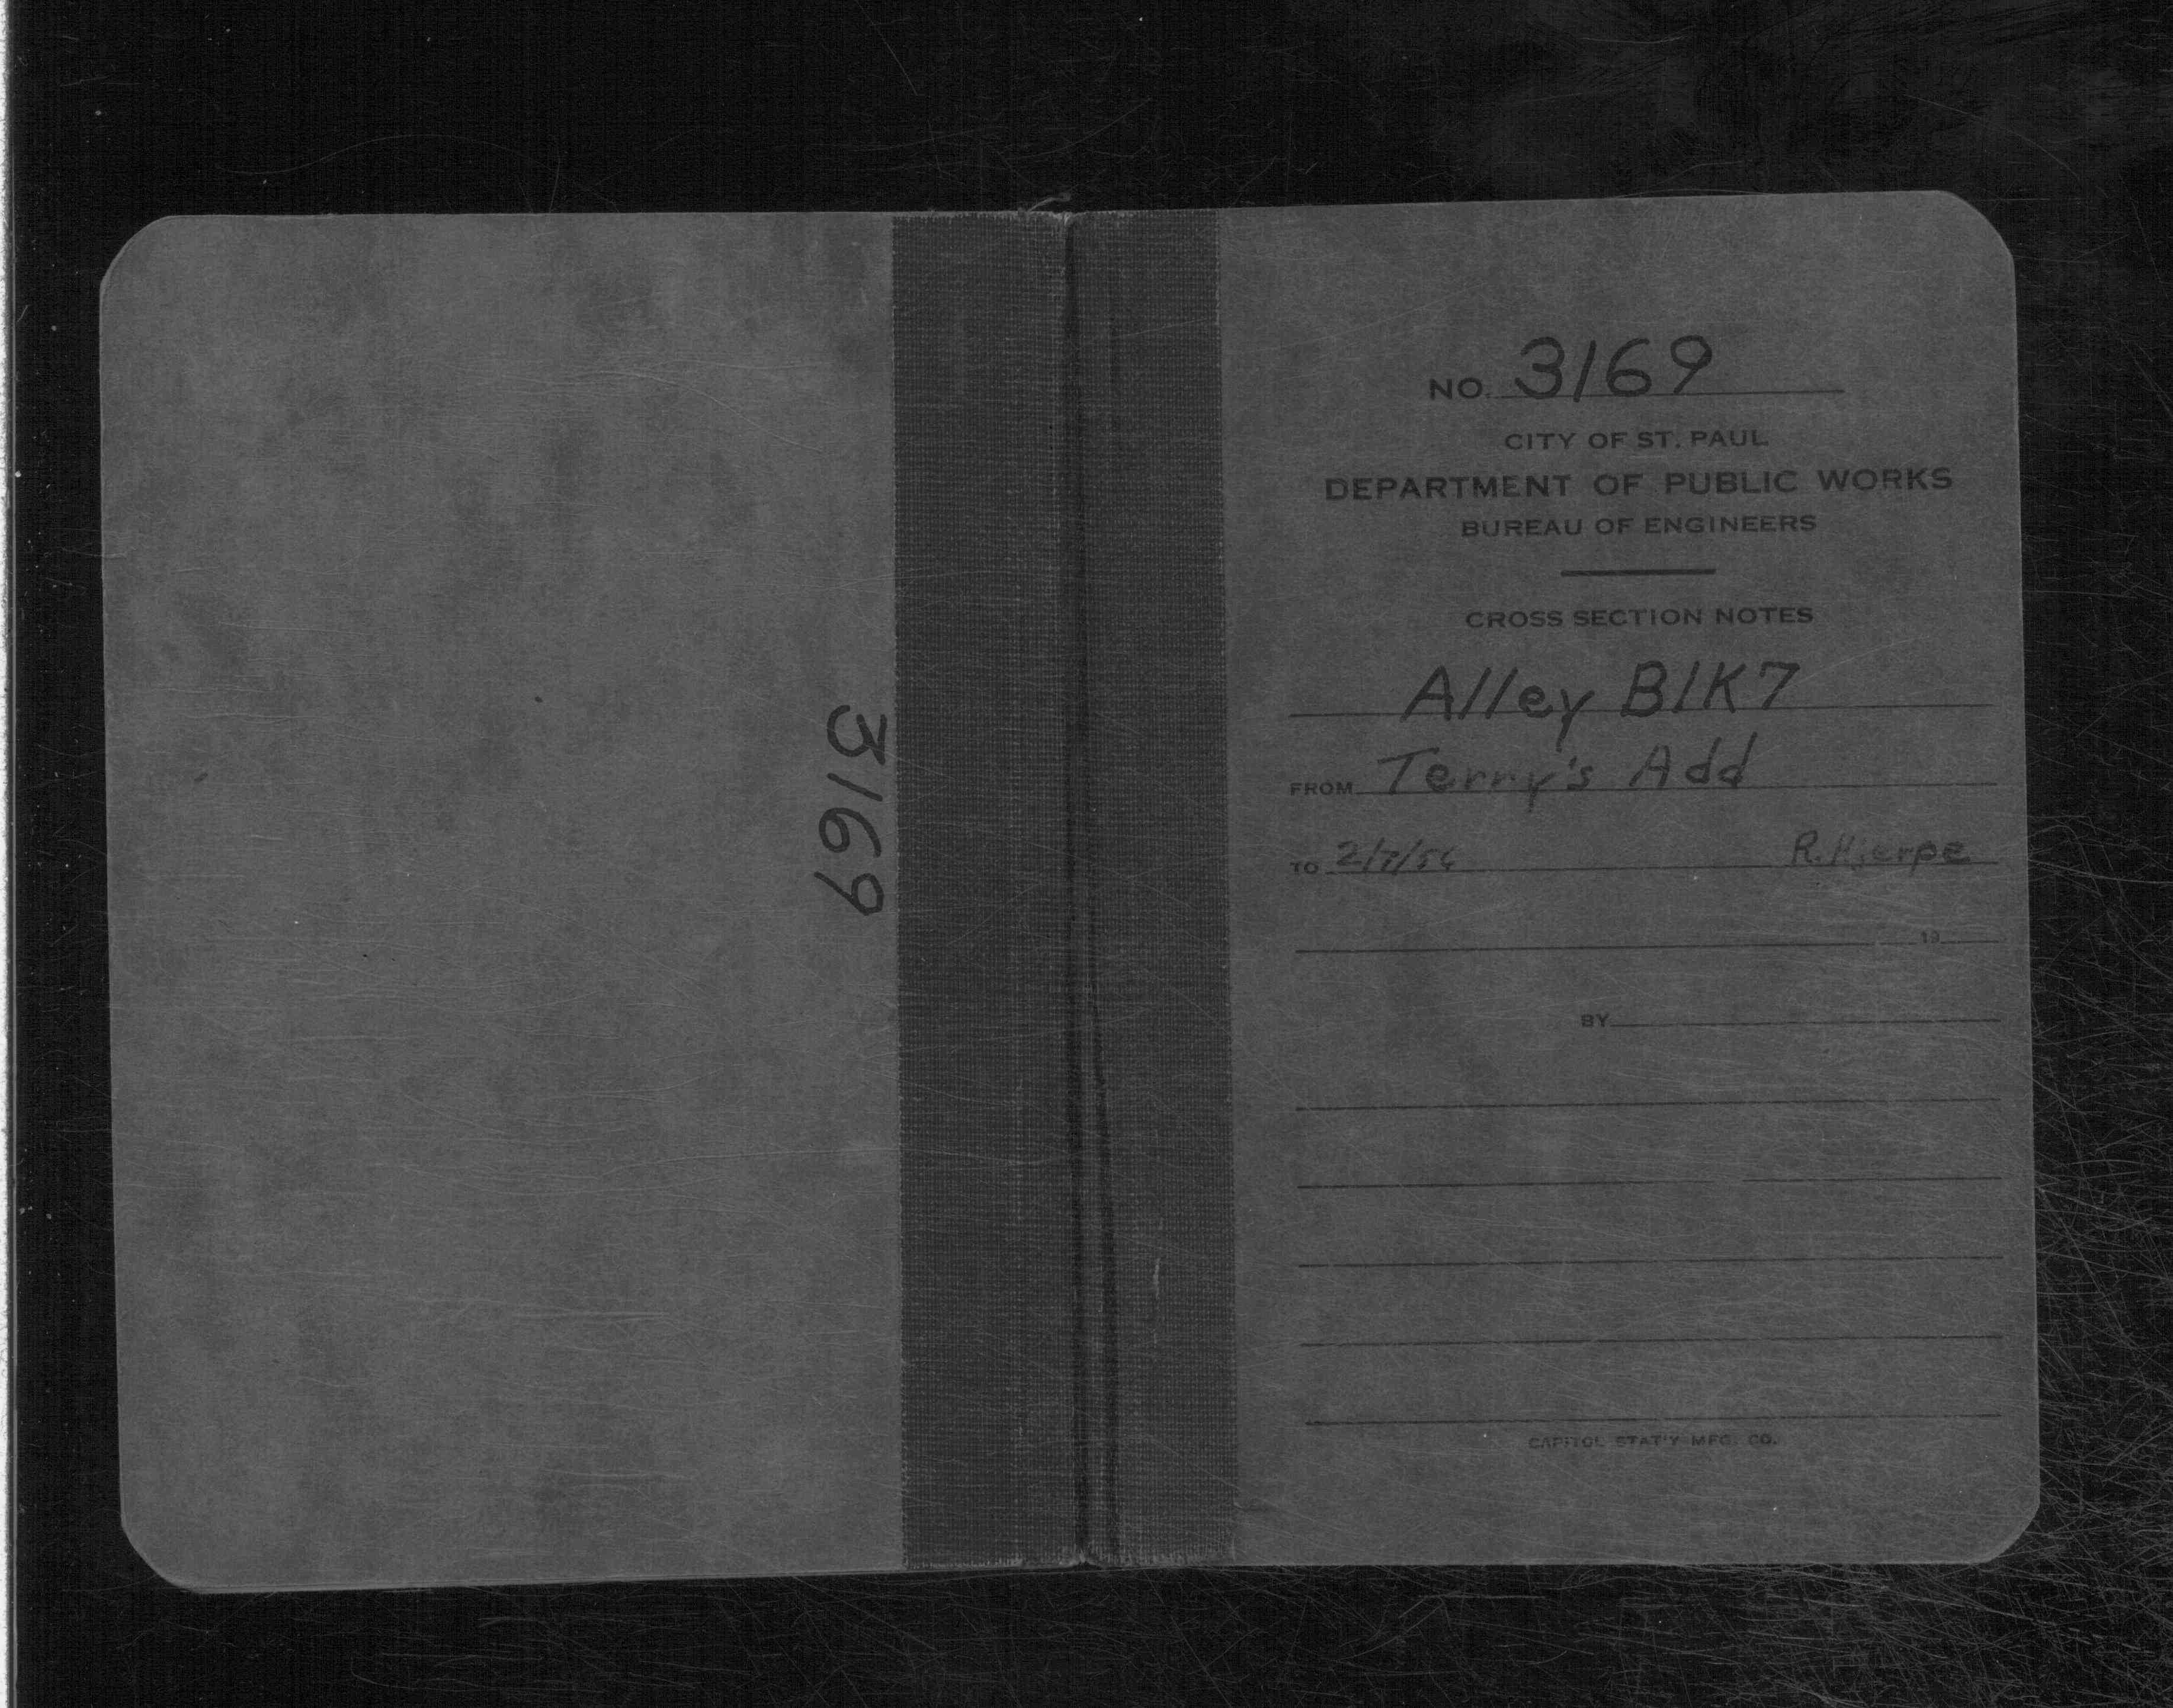 3169
NO. 3169
CITY OF ST. PAUL
DEPARTMENT OF PUBLIC WORKS
BUREAU OF ENGINEERS
CROSS SECTION NOTES
Alley BlK7
FROM Terry's Add
TO 2/7/56 R. Hjerpe
19
BY
CAPITOL STAT'Y MFG. CO.